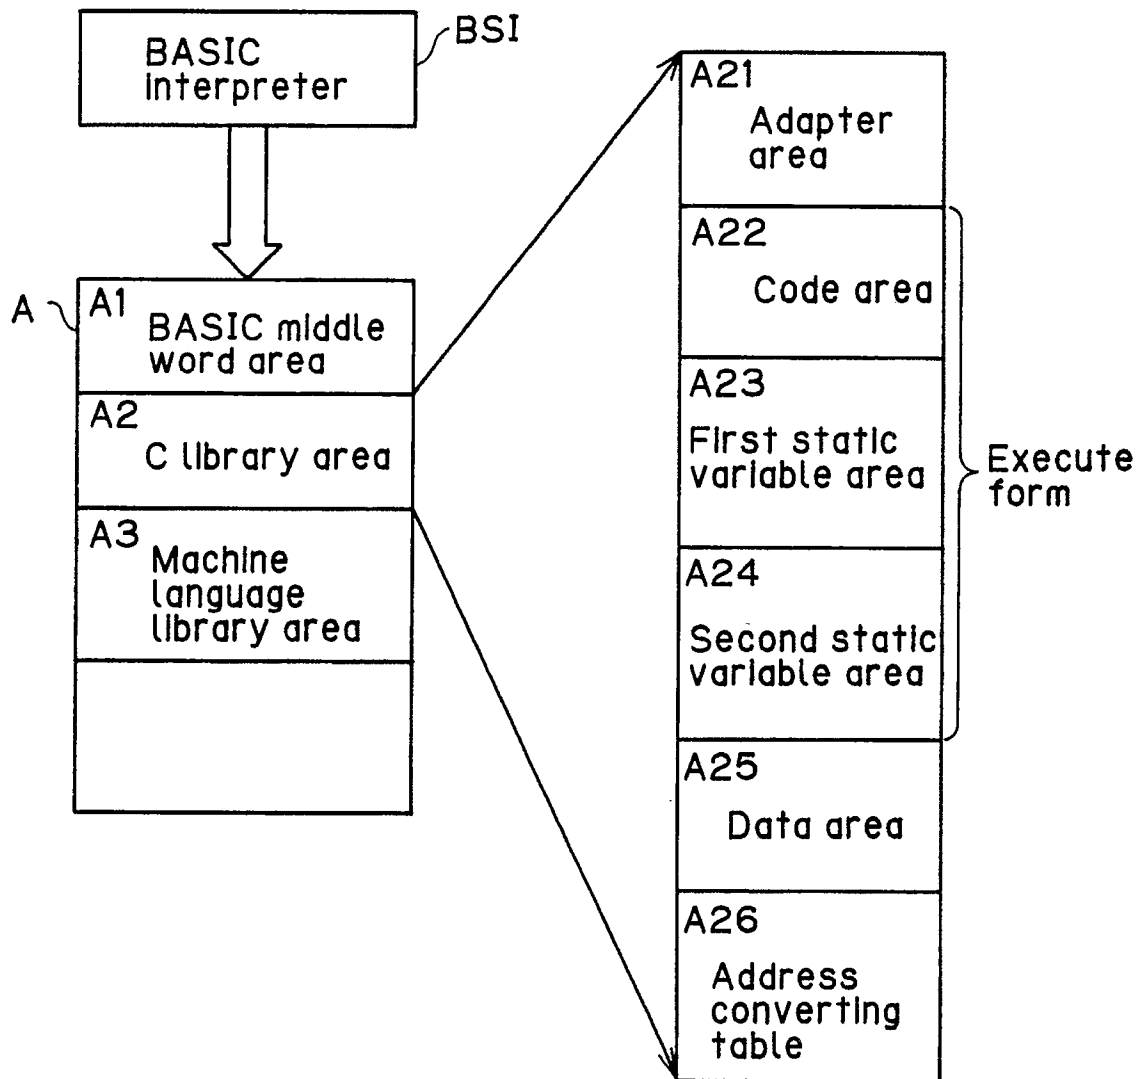 BASIC
interpreter
BSI
A
A1
BASIC middle
word area
A2
C library area
A3
Machine
language
library area
A21
Adapter
area
A22
Code area
A23
First static
variable area
A24
Second static
variable area
Execute
form
A25
Data area
A26
Address
converting
table